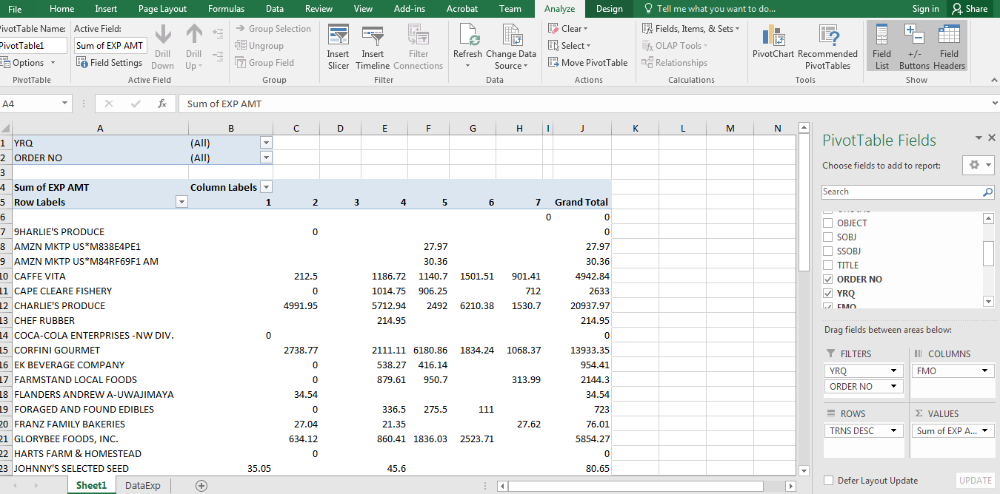 File Home Insert Page Layout Formulas Data Review View Add-ins Acrobat Team Analyze Design Tell me what you want to do... Sign in Share
PivotTable Name:
PivotTable1
Options
PivotTable
Active Field:
Sum of EXP AMT
Field Settings
Drill Down
Drill Up
Active Field
Group Selection
Ungroup
Group Field
Group
Insert Slicer
Insert Timeline
Filter Connections
Filter
Refresh
Change Data Source
Data
Clear
Select
Move PivotTable
Actions
Fields, Items, & Sets
OLAP Tools
Relationships
Calculations
PivotChart
Recommended PivotTables
Tools
Field List
+/- Buttons
Field Headers
Show
A4 fx Sum of EXP AMT
A B C D E F G H I J K L M N
1 YRQ (All)
2 ORDER NO (All)
3
4 Sum of EXP AMT Column Labels
5 Row Labels 1 2 3 4 5 6 7 Grand Total
6 0 0
7 9HARLIE'S PRODUCE 0 0
8 AMZN MKTP US*M838E4PE1 27.97 27.97
9 AMZN MKTP US*M84RF69F1 AM 30.36 30.36
10 CAFFE VITA 212.5 1186.72 1140.7 1501.51 901.41 4942.84
11 CAPE CLEARE FISHERY 0 1014.75 906.25 712 2633
12 CHARLIE'S PRODUCE 4991.95 5712.94 2492 6210.38 1530.7 20937.97
13 CHEF RUBBER 214.95 214.95
14 COCA-COLA ENTERPRISES -NW DIV. 0 0
15 CORFINI GOURMET 2738.77 2111.11 6180.86 1834.24 1068.37 13933.35
16 EK BEVERAGE COMPANY 0 538.27 416.14 954.41
17 FARMSTAND LOCAL FOODS 0 879.61 950.7 313.99 2144.3
18 FLANDERS ANDREW A-UWAJIMAYA 34.54 34.54
19 FORAGED AND FOUND EDIBLES 0 336.5 275.5 111 723
20 FRANZ FAMILY BAKERIES 27.04 21.35 27.62 76.01
21 GLORYBEE FOODS, INC. 634.12 860.41 1836.03 2523.71 5854.27
22 HARTS FARM & HOMESTEAD 0 0
23 JOHNNY'S SELECTED SEED 35.05 45.6 80.65
Sheet1 DataExp
PivotTable Fields
Choose fields to add to report:
Search
OBJECT
SOBJ
SSOBJ
TITLE
ORDER NO
YRQ
FMO
Drag fields between areas below:
FILTERS
YRQ
ORDER NO
COLUMNS
FMO
ROWS
TRNS DESC
Σ VALUES
Sum of EXP A...
Defer Layout Update UPDATE